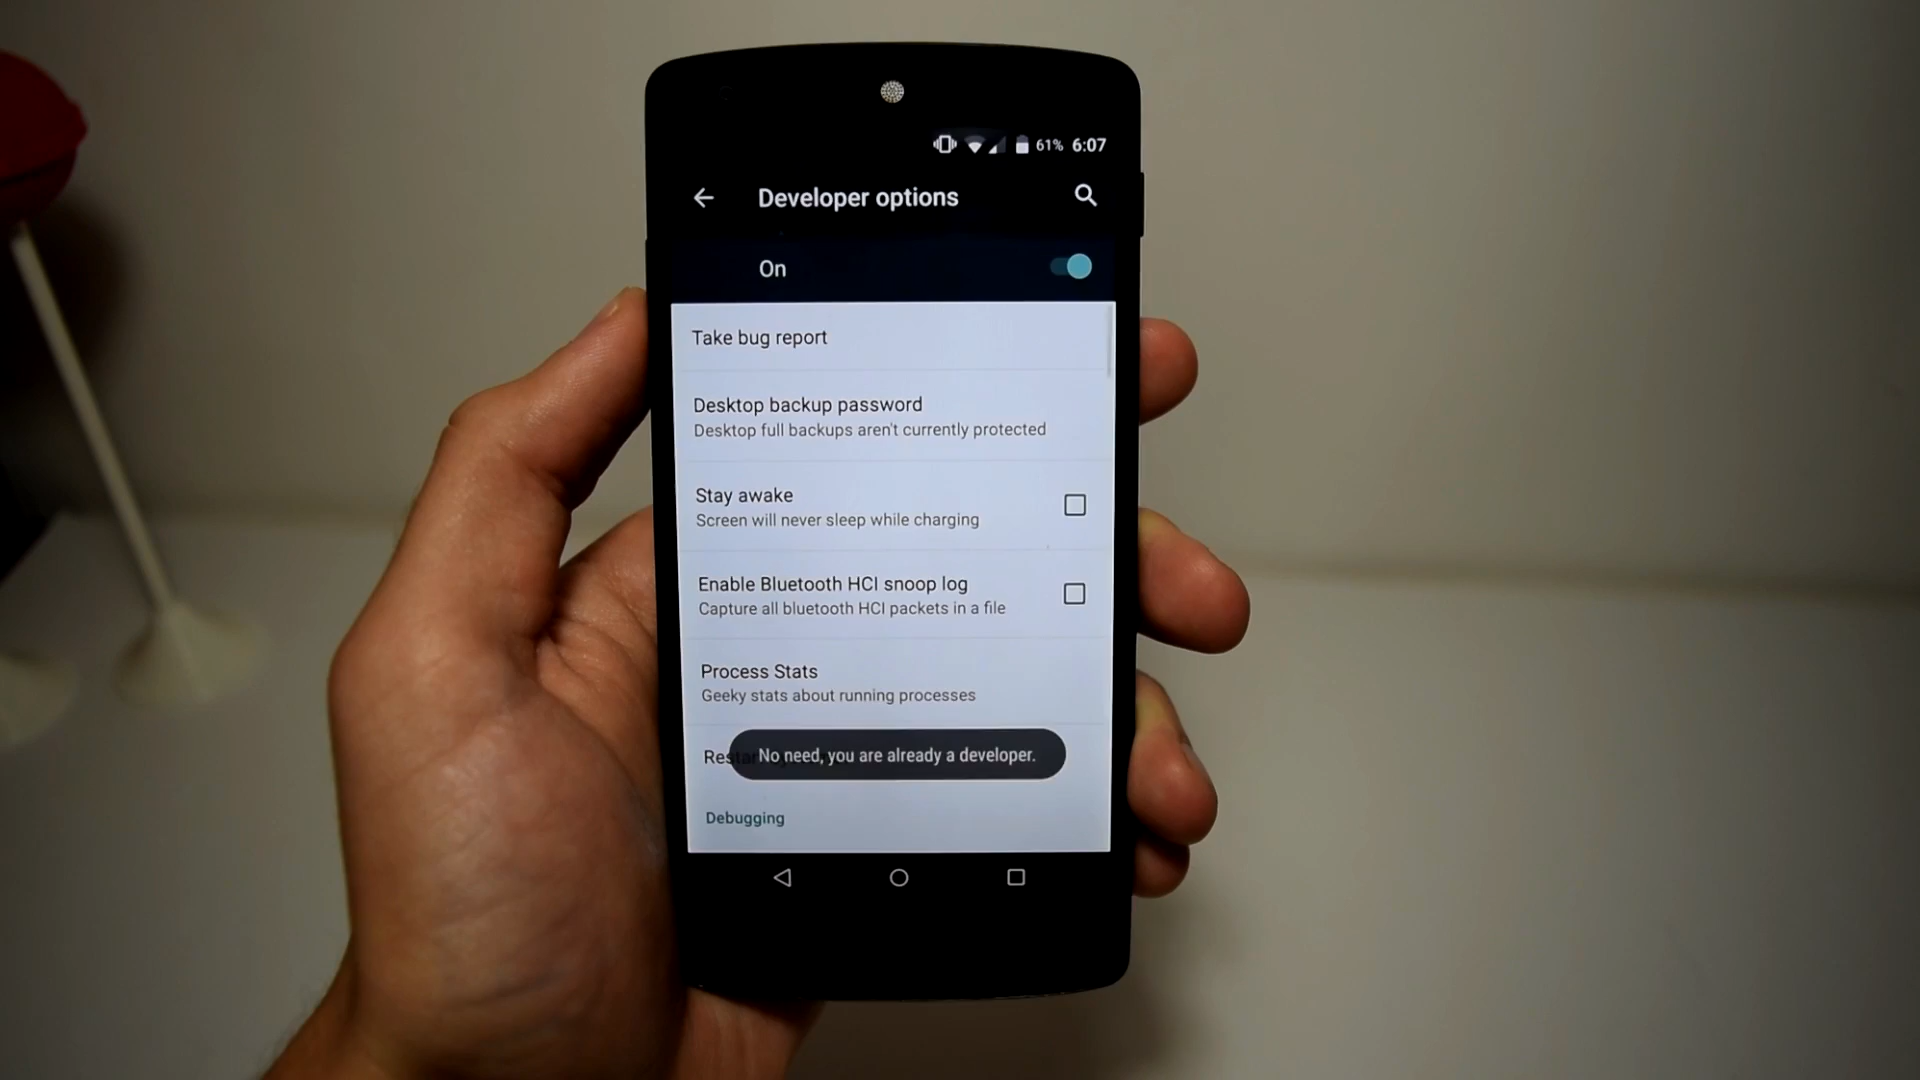 61% 6:07
Developer options
On
Take bug report
Desktop backup password
Desktop full backups aren't currently protected
Stay awake
Screen will never sleep while charging
Enable Bluetooth HCI snoop log
Capture all bluetooth HCI packets in a file
Process Stats
Geeky stats about running processes
No need, you are already a developer.
Debugging